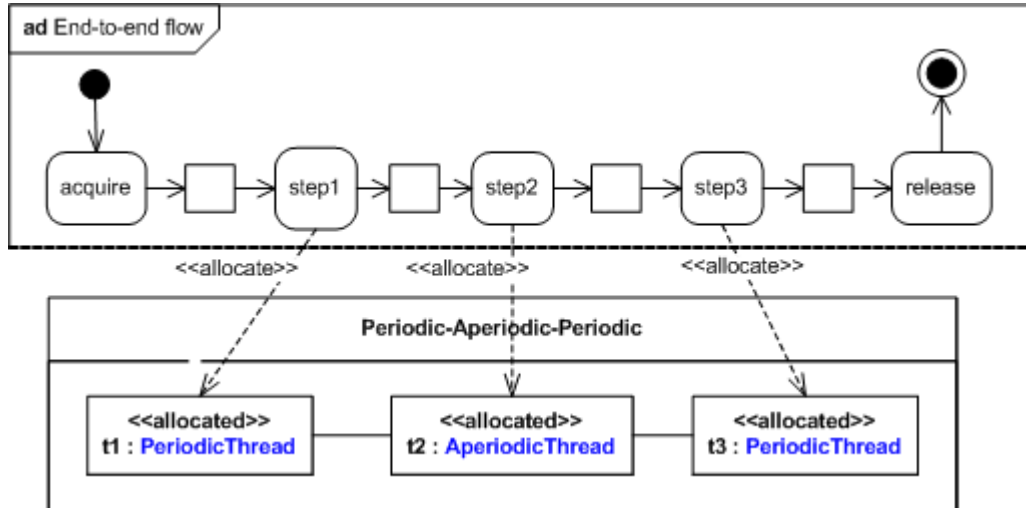 ad End-to-end flow
acquire
step1
step2
step3
release
<<allocate>>
<<allocate>>
<<allocate>>
Periodic-Aperiodic-Periodic
<<allocated>>
t1 : PeriodicThread
<<allocated>>
t2 : AperiodicThread
<<allocated>>
t3 : PeriodicThread